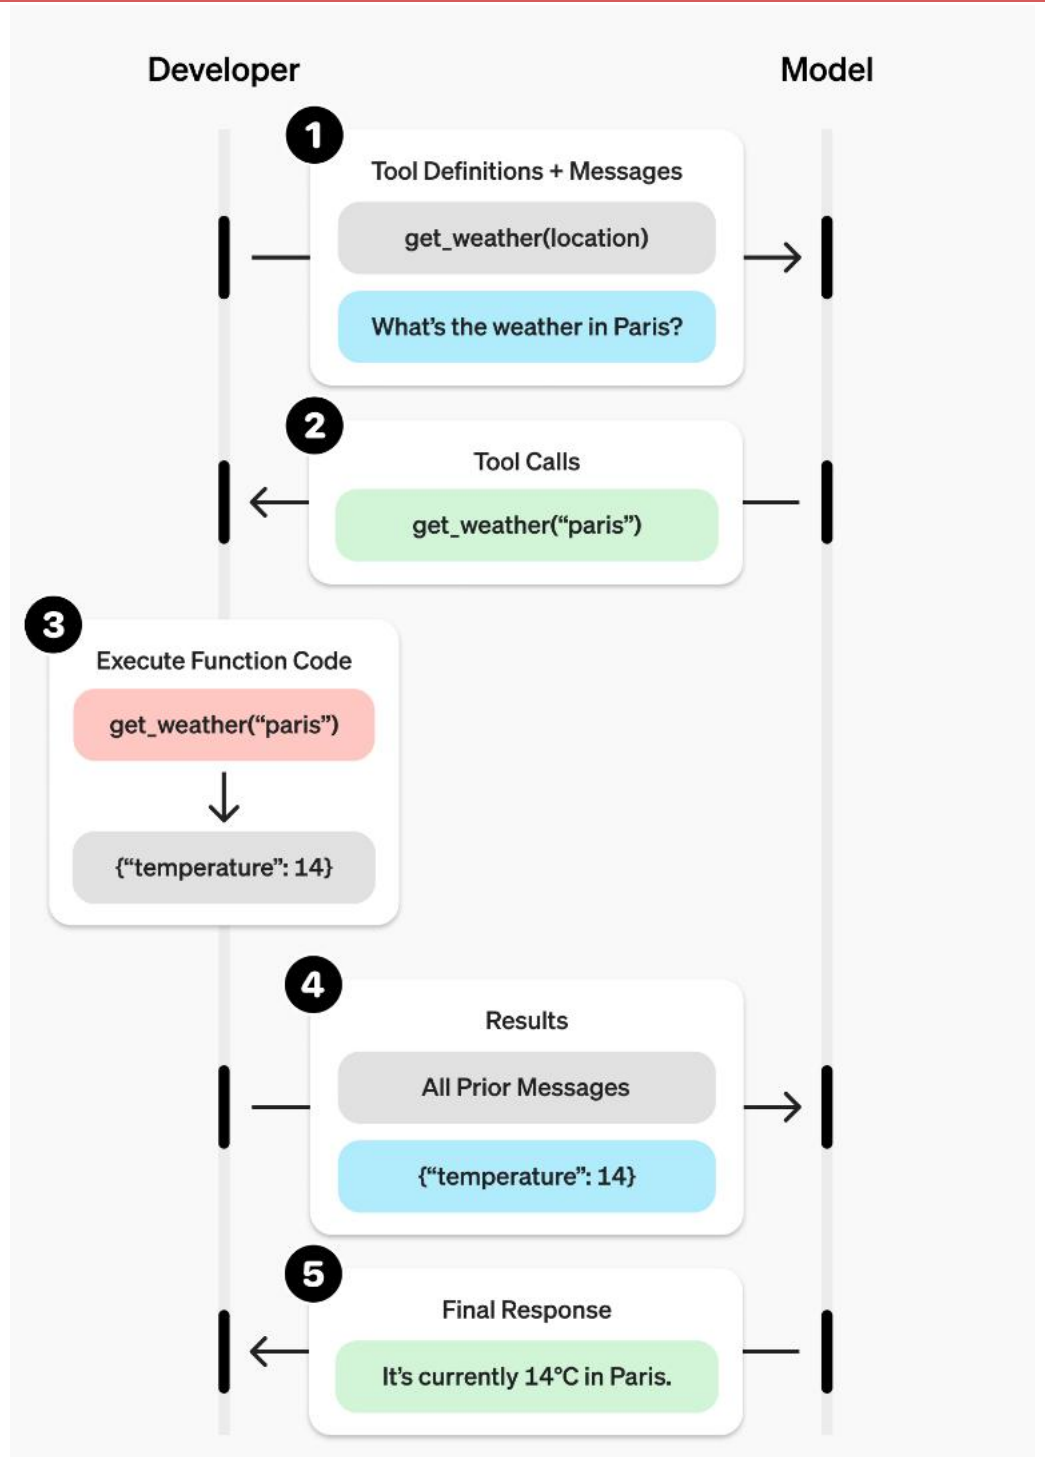 Developer
Model
1
Tool Definitions + Messages
get_weather(location)
What’s the weather in Paris?
2
Tool Calls
get_weather(“paris”)
3
Execute Function Code
get_weather(“paris”)
{“temperature”: 14}
4
Results
All Prior Messages
{“temperature”: 14}
5
Final Response
It’s currently 14°C in Paris.